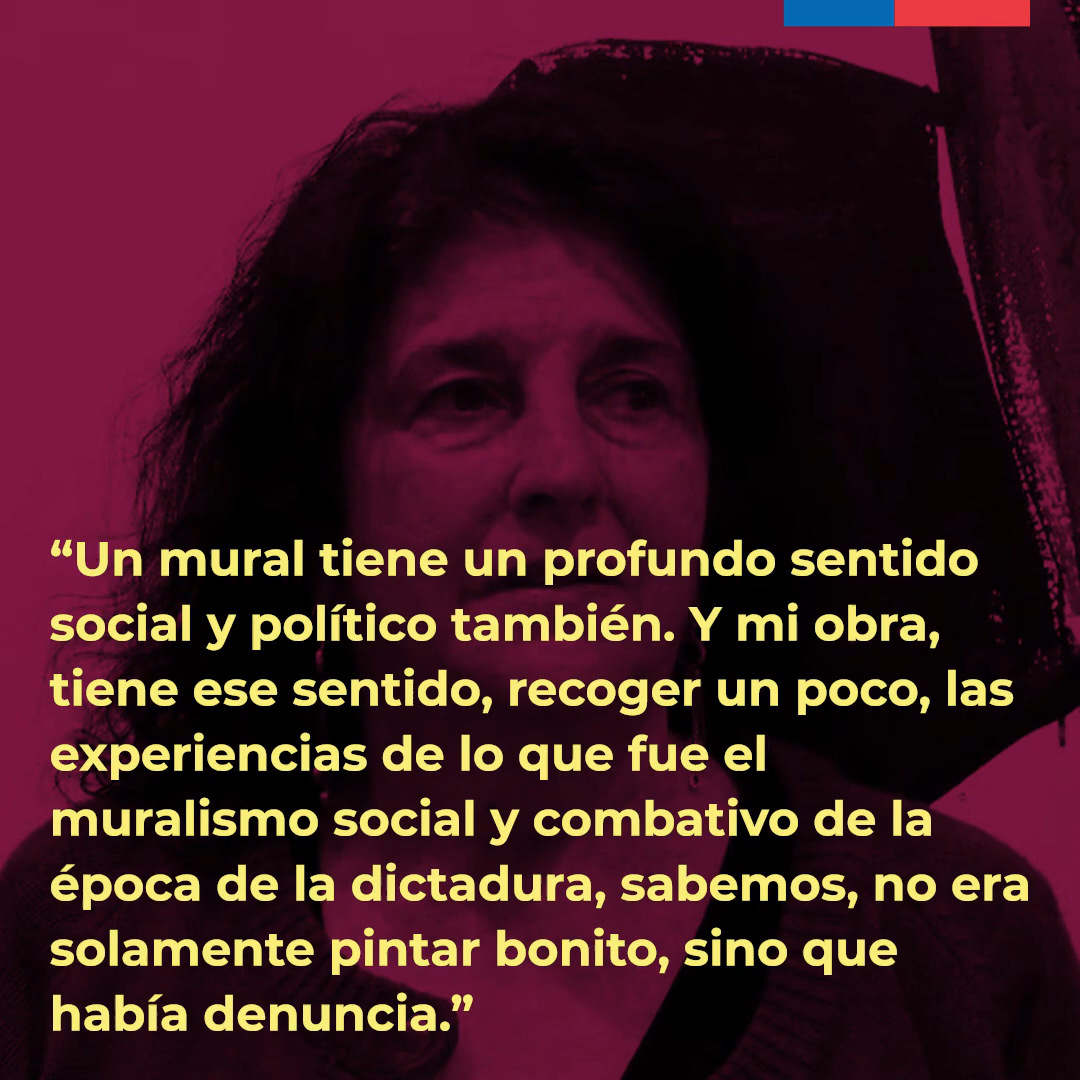 “Un mural tiene un profundo sentido
social y político también. Y mi obra,
tiene ese sentido, recoger un poco, las
experiencias de lo que fue el
muralismo social y combativo de la
época de la dictadura, sabemos, no era
solamente pintar bonito, sino que
había denuncia.”